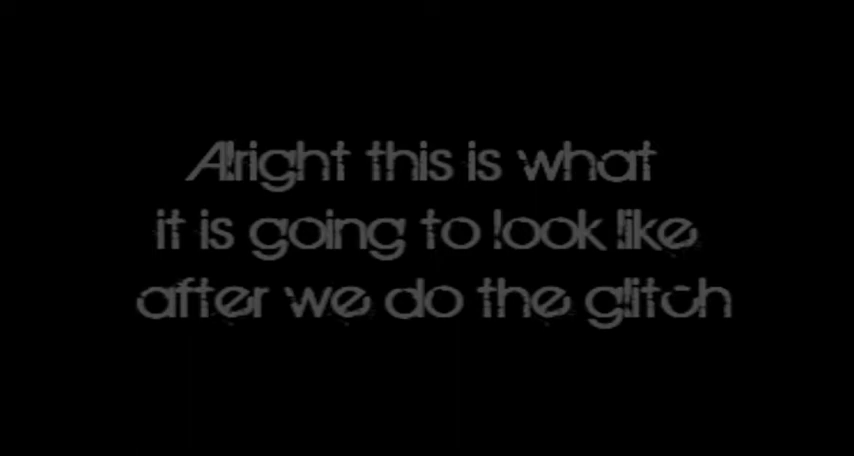 Alright this is what
it is going to look like
after we do the glitch